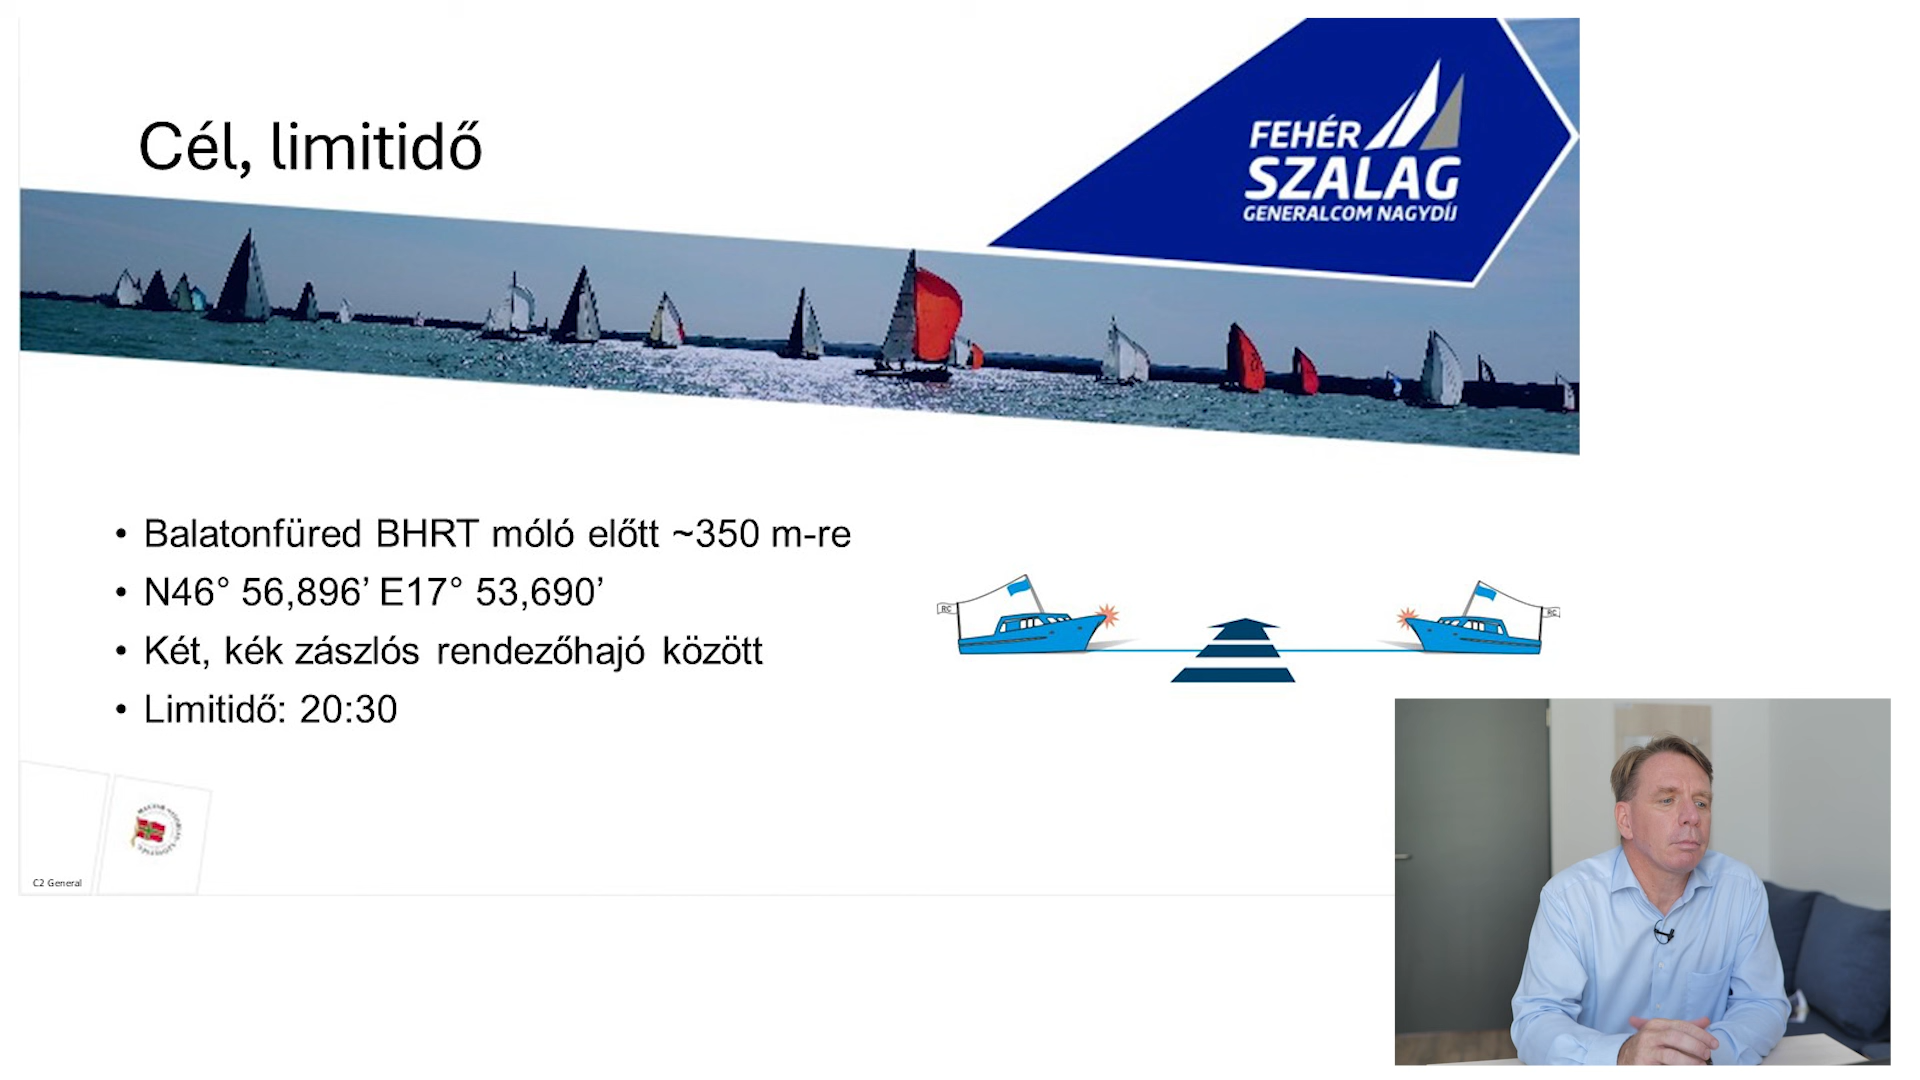 Cél, limitidő
FEHÉR
SZALAG
GENERALCOM NAGYDÍJ
• Balatonfüred BHRT móló előtt ~350 m-re
• N46° 56,896’ E17° 53,690’
• Két, kék zászlós rendezőhajó között
• Limitidő: 20:30
RC
RC
C2 General